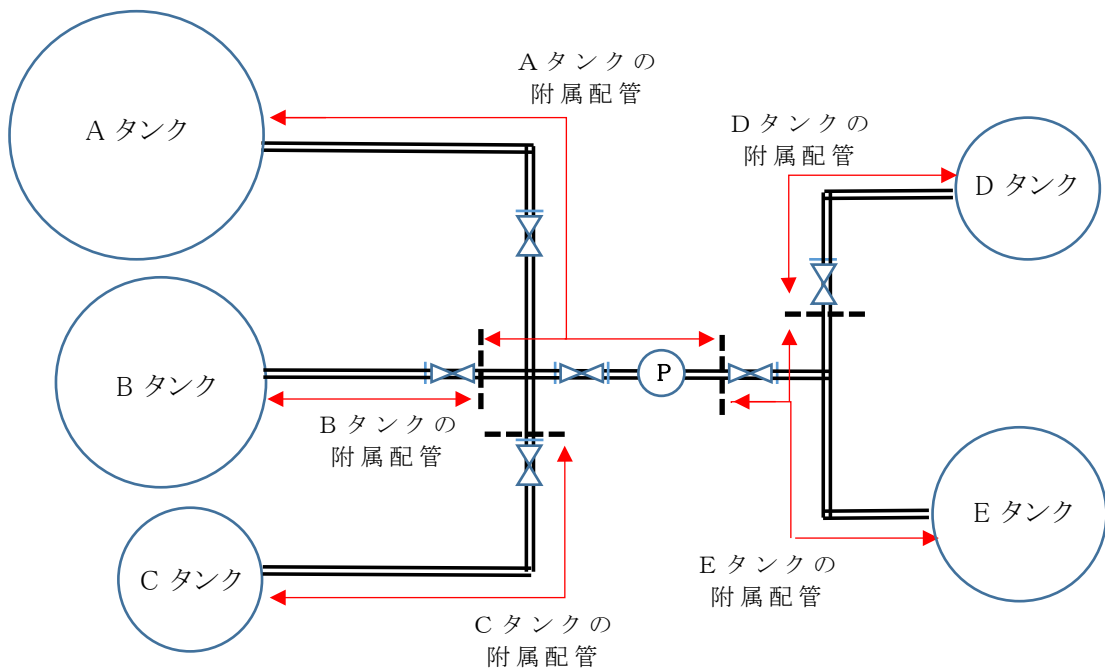 Aタンクの
附属配管
Aタンク
Dタンクの
附属配管
Dタンク
Bタンク
P
Bタンクの
附属配管
Eタンク
Cタンク
Eタンクの
附属配管
Cタンクの
附属配管